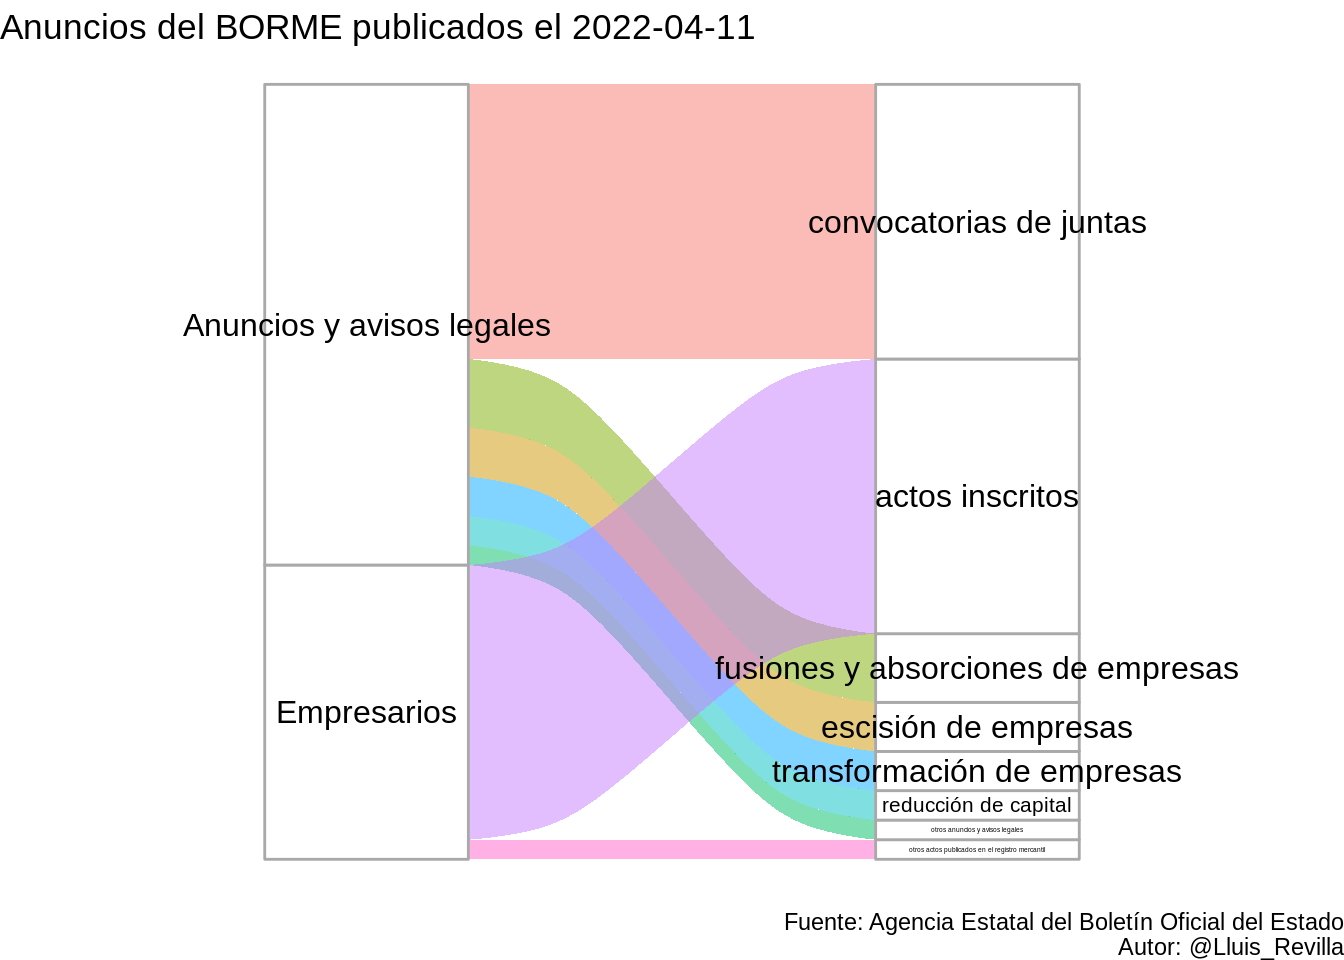 Anuncios del BORME publicados el 2022-04-11
convocatorias de juntas
Anuncios y avisos legales
actos inscritos
fusiones y absorciones de empresas
Empresarios
escisión de empresas
transformación de empresas
reducción de capital
otros anuncios y avisos legales
otros actos publicados en el registro mercantil
Fuente: Agencia Estatal del Boletín Oficial del Estado
Autor: @Lluis_Revilla